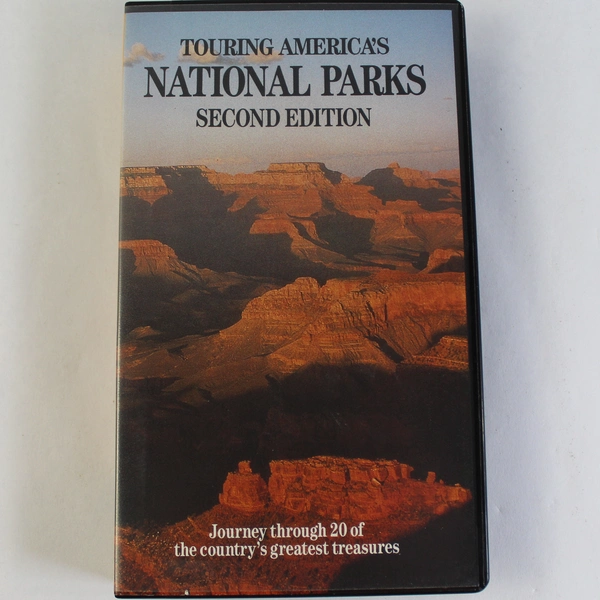 TOURING AMERICA'S
NATIONAL PARKS
SECOND EDITION
Journey through 20 of
the country's greatest treasures